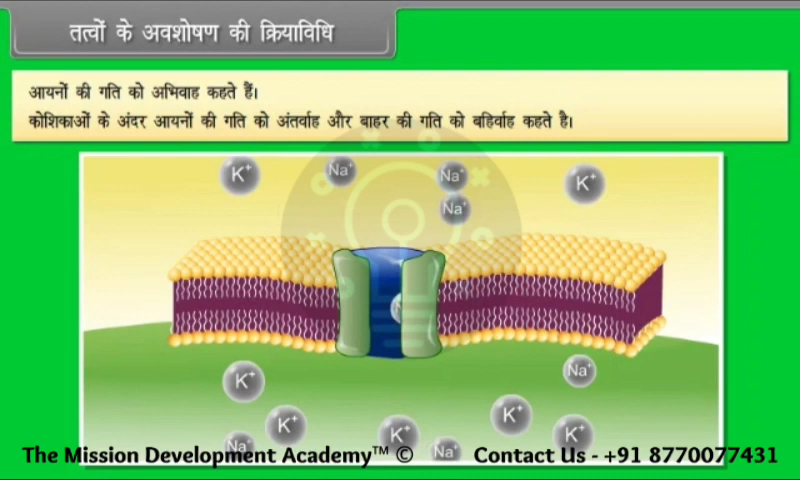 तत्वों के अवशोषण की क्रियाविधि
आयनों की गति को अभिवाह कहते हैं।
कोशिकाओं के अंदर आयनों की गति को अंतर्वाह और बाहर की गति को बहिर्वाह कहते है।
K⁺ Na⁺ Na⁺ K⁺
Na⁺
K⁺ Na⁺
K⁺ K⁺ K⁺ K⁺
Na⁺ Na⁺
The Mission Development Academy™ © Contact Us - +91 8770077431